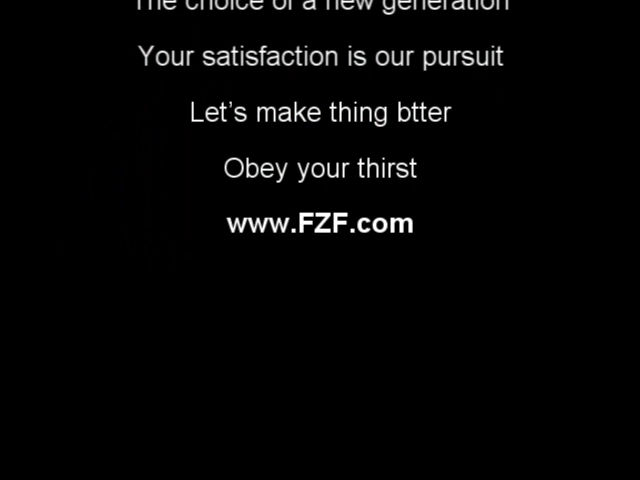 The choice of a new generation
Your satisfaction is our pursuit
Let’s make thing btter
Obey your thirst
www.FZF.com